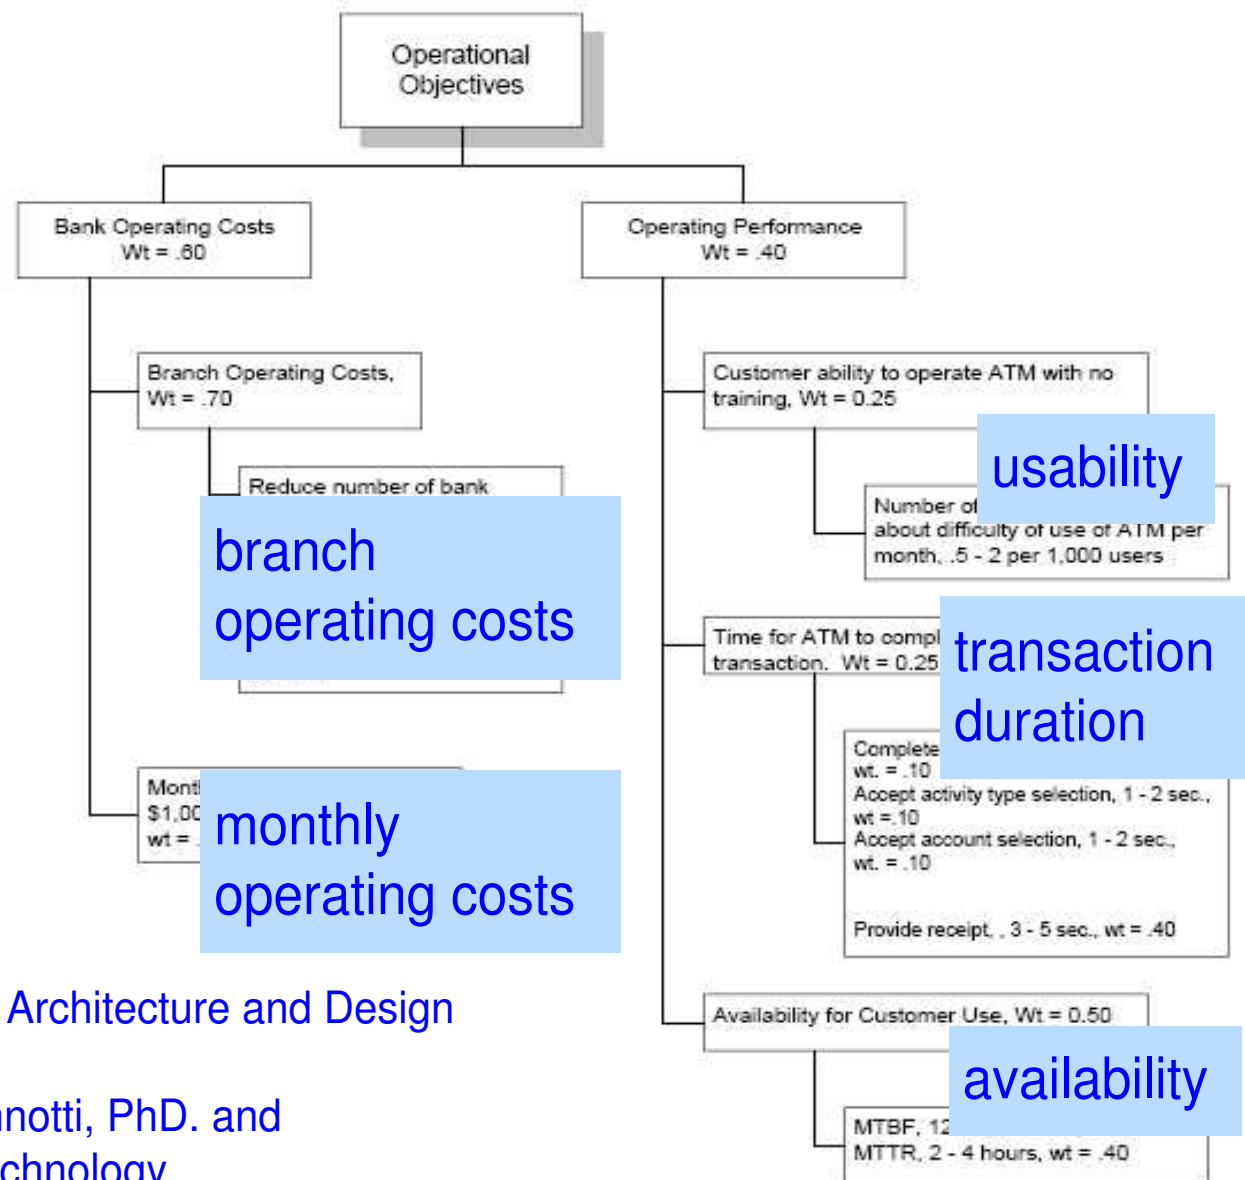 Operational
Objectives
Bank Operating Costs
Wt = .60
Operating Performance
Wt = .40
Branch Operating Costs,
Wt = .70
Reduce number of bank
branch
operating costs
$1,00
wt = .
monthly
operating costs
Customer ability to operate ATM with no
training, Wt = 0.25
usability
Number of
about difficulty of use of ATM per
month, .5 - 2 per 1,000 users
Time for ATM to
transaction. Wt = 0.25
transaction
duration
Complete
wt. = .10
Accept activity type selection, 1 - 2 sec.,
wt =.10
Accept account selection, 1 - 2 sec.,
wt. = .10
Provide receipt, . 3 - 5 sec., wt = .40
Availability for Customer Use, Wt = 0.50
availability
MTBF, 12
MTTR, 2 - 4 hours, wt = .40
Architecture and Design
PhD. and